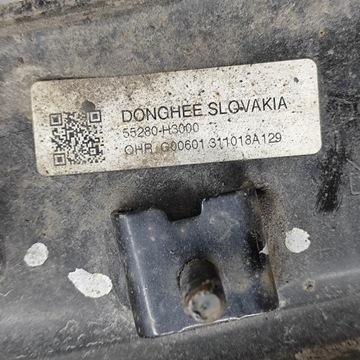 DONGHEE SLOVAKIA
55280-H3000
QHR G00601 311018A129